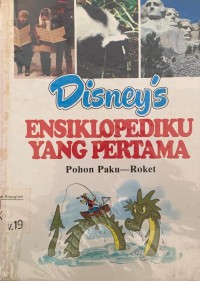 Disney's
ENSIKLOPEDIKU
YANG PERTAMA
Pohon Paku—Roket
v.19